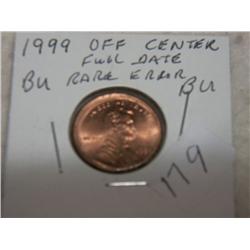 1999 OFF CENTER
FULL DATE
BU RARE ERROR BU
179